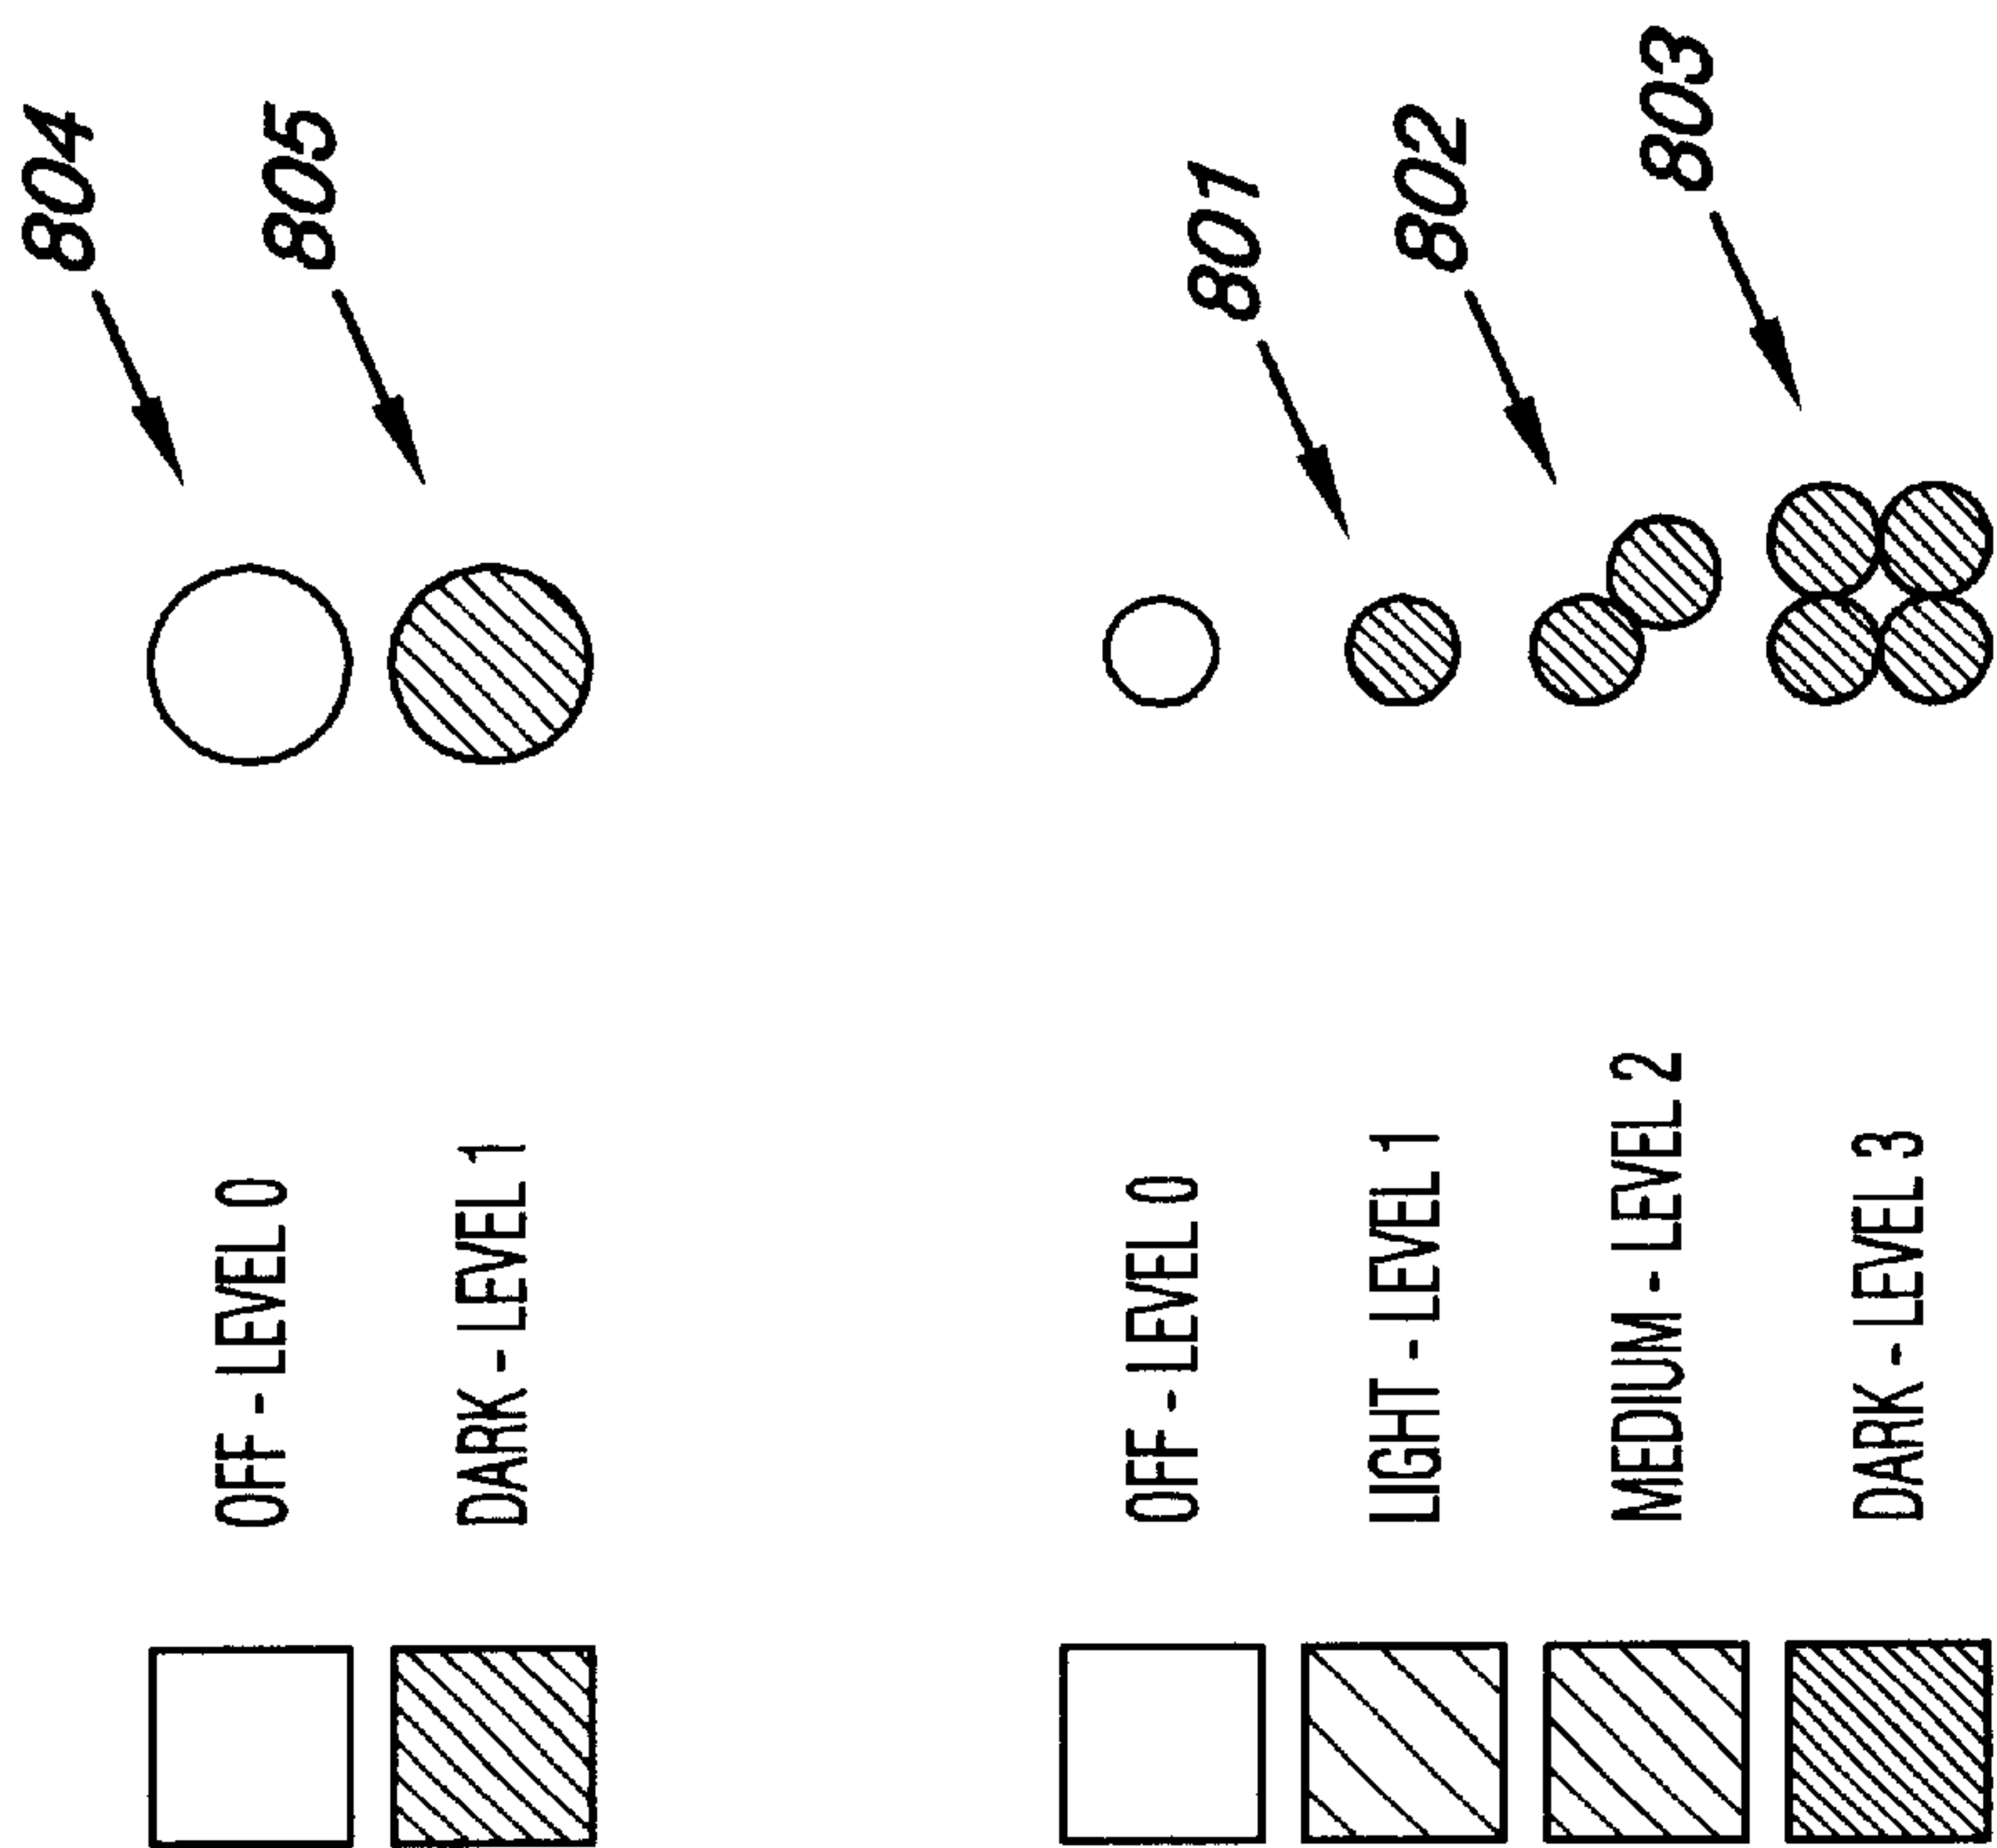 OFF - LEVEL 0
804
DARK - LEVEL 1
805
OFF - LEVEL 0
LIGHT - LEVEL 1
801
MEDIUM - LEVEL 2
802
DARK - LEVEL 3
803